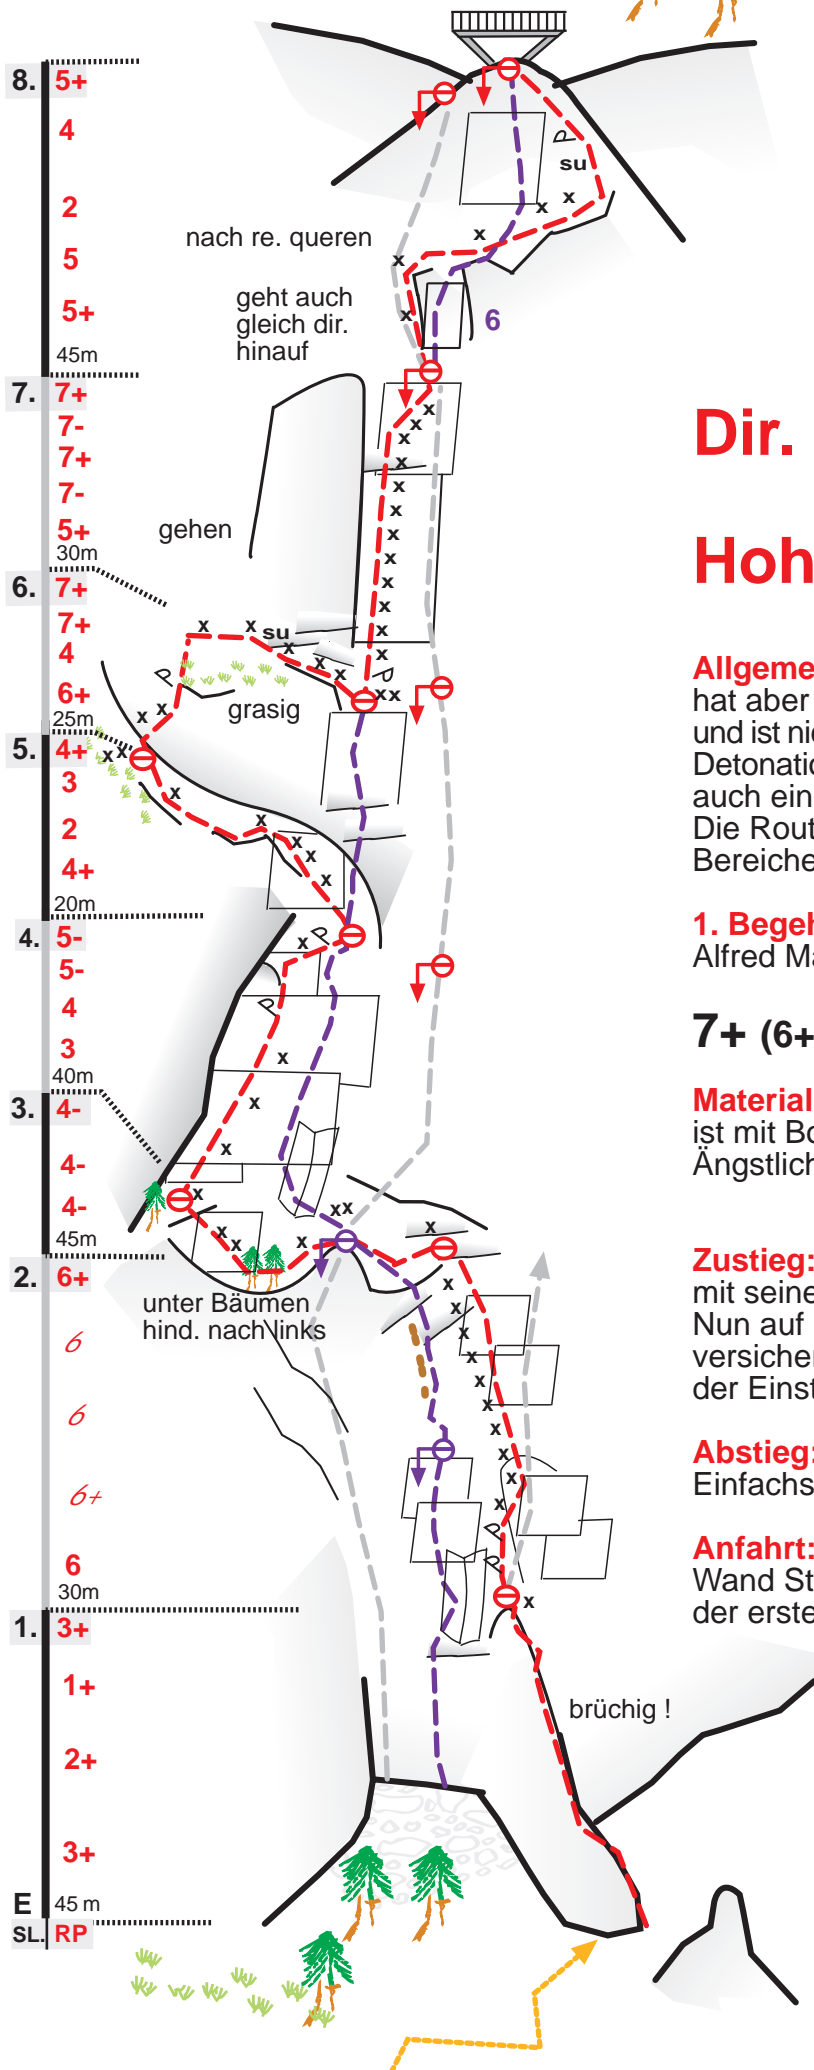 8. 5+
4
su
2
nach re. queren
5
geht auch
gleich dir.
hinauf
5+
6
45m
7. 7+
7-
7+
7-
5+
gehen
30m
6. 7+
7+
su
4
6+
grasig
25m
5. 4+
3
2
4+
20m
4. 5-
5-
4
3
40m
3. 4-
4-
4-
45m
2. 6+
unter Bäumen
hind. nach links
6
6
6+
6
30m
1. 3+
1+
brüchig !
2+
3+
E 45 m
SL. RP
Dir.
Hoh
Allgeme
hat aber
und ist nie
Detonatio
auch ein
Die Rout
Bereiche
1. Begeh
Alfred Ma
7+ (6+
Material
ist mit Bo
Ängstlich
Zustieg:
mit seine
Nun auf
versicher
der Einst
Abstieg:
Einfachs
Anfahrt:
Wand St
der erste